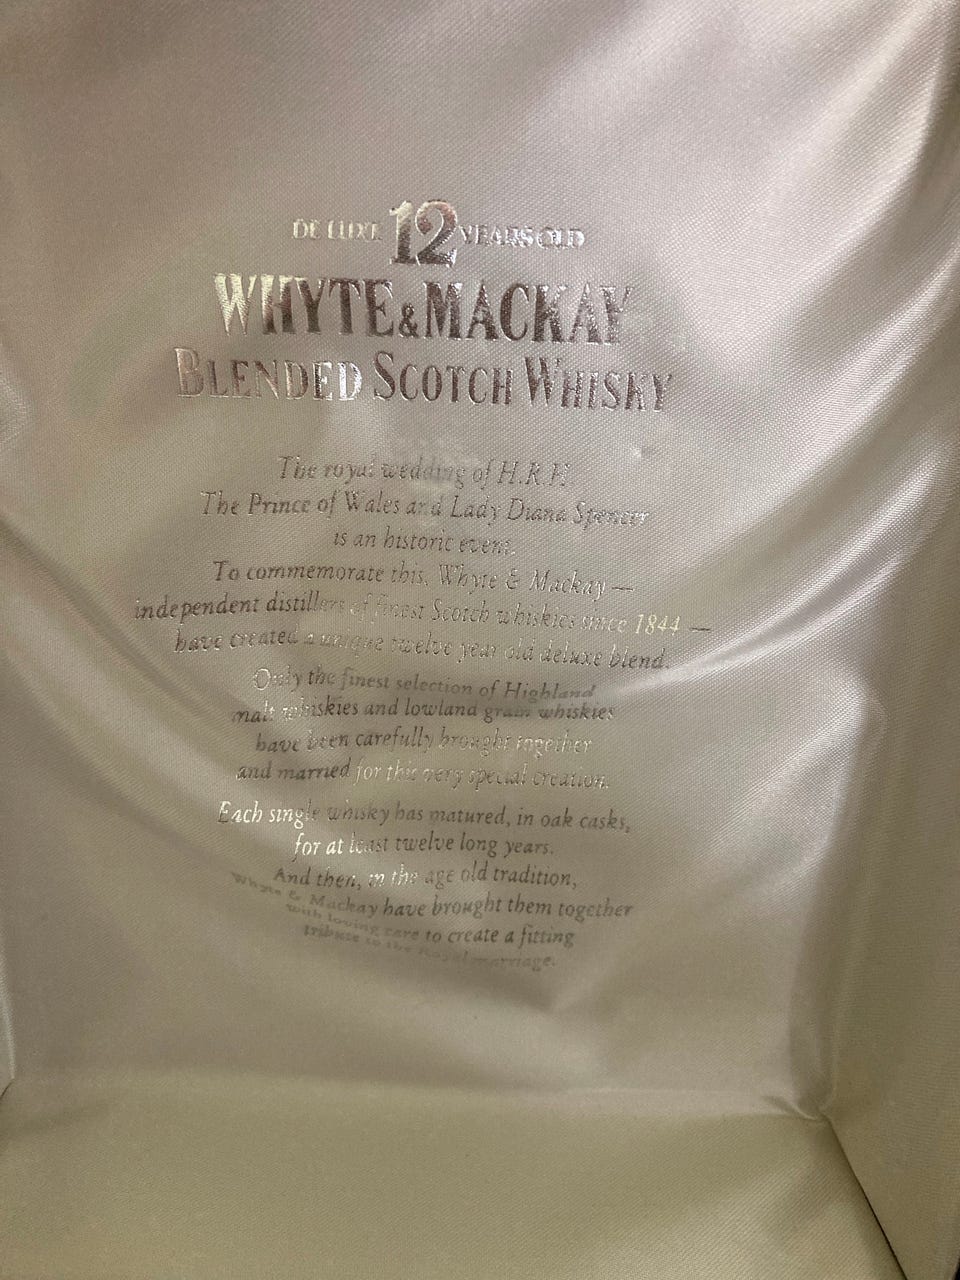 DE LUXE 12 YEARS OLD
WHYTE & MACKAY
BLENDED SCOTCH WHISKY
The royal wedding of H.R.H.
The Prince of Wales and Lady Diana Spencer
is an historic event.
To commemorate this, Whyte & Mackay —
independent distillers of finest Scotch whiskies since 1844 —
have created a unique twelve year old deluxe blend.
Only the finest selection of Highland
malt whiskies and lowland grain whiskies
have been carefully brought together
and married for this very special creation.
Each single whisky has matured, in oak casks,
for at least twelve long years.
And then, in the age old tradition,
Whyte & Mackay have brought them together
with loving care to create a fitting
tribute to the Royal marriage.